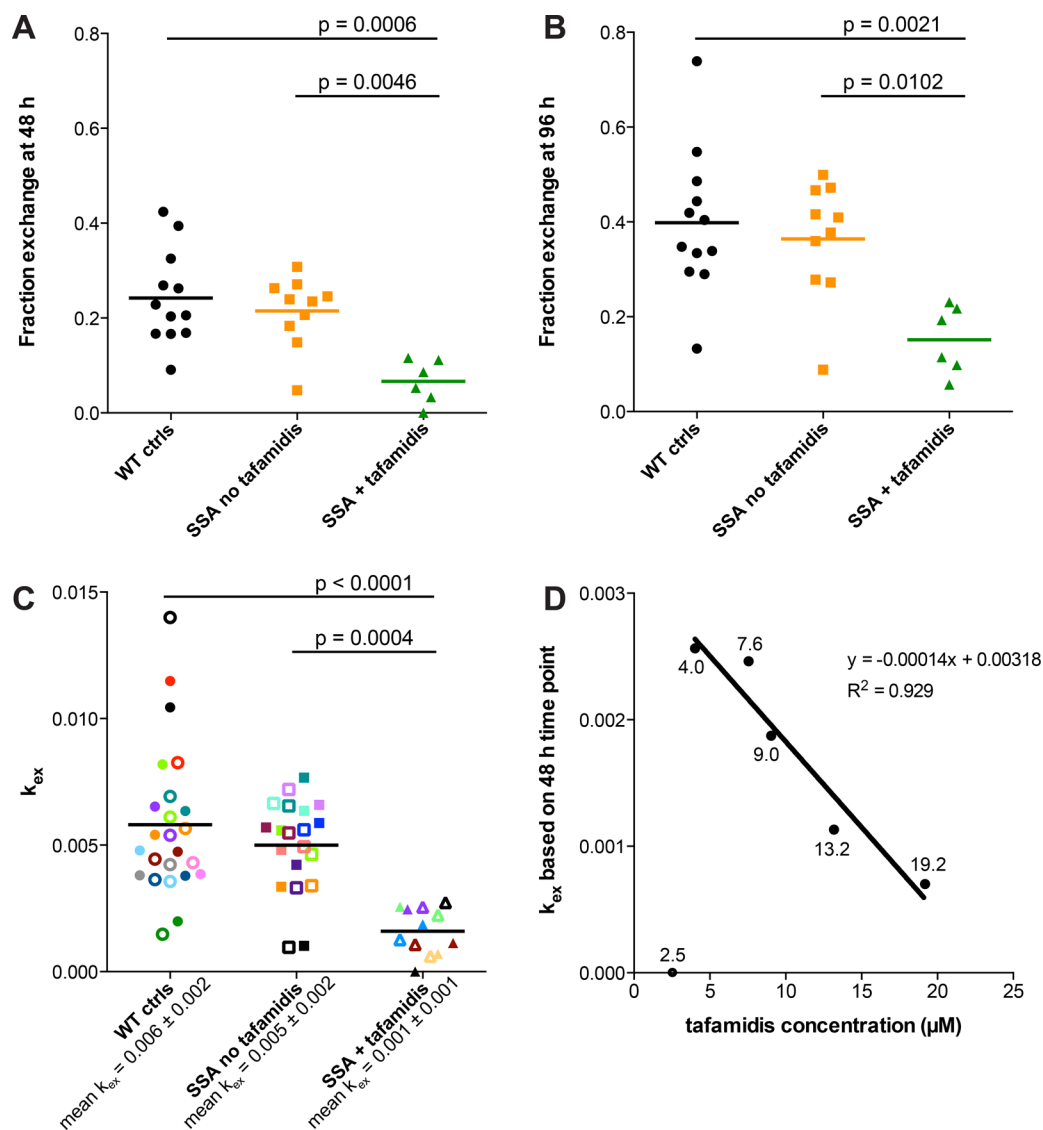 A
Fraction exchange at 48 h
0.8
0.6
0.4
0.2
0.0
p = 0.0006
p = 0.0046
WT ctrls
SSA no tafamidis
SSA + tafamidis
B
Fraction exchange at 96 h
0.8
0.6
0.4
0.2
0.0
p = 0.0021
p = 0.0102
WT ctrls
SSA no tafamidis
SSA + tafamidis
C
kex
0.015
0.010
0.005
0.000
p < 0.0001
p = 0.0004
WT ctrls
mean kex = 0.006 ± 0.002
SSA no tafamidis
mean kex = 0.005 ± 0.002
SSA + tafamidis
mean kex = 0.001 ± 0.001
D
kex based on 48 h time point
0.003
0.002
0.001
0.000
4.0
7.6
9.0
13.2
19.2
2.5
y = -0.00014x + 0.00318
R² = 0.929
0
5
10
15
20
25
tafamidis concentration (µM)